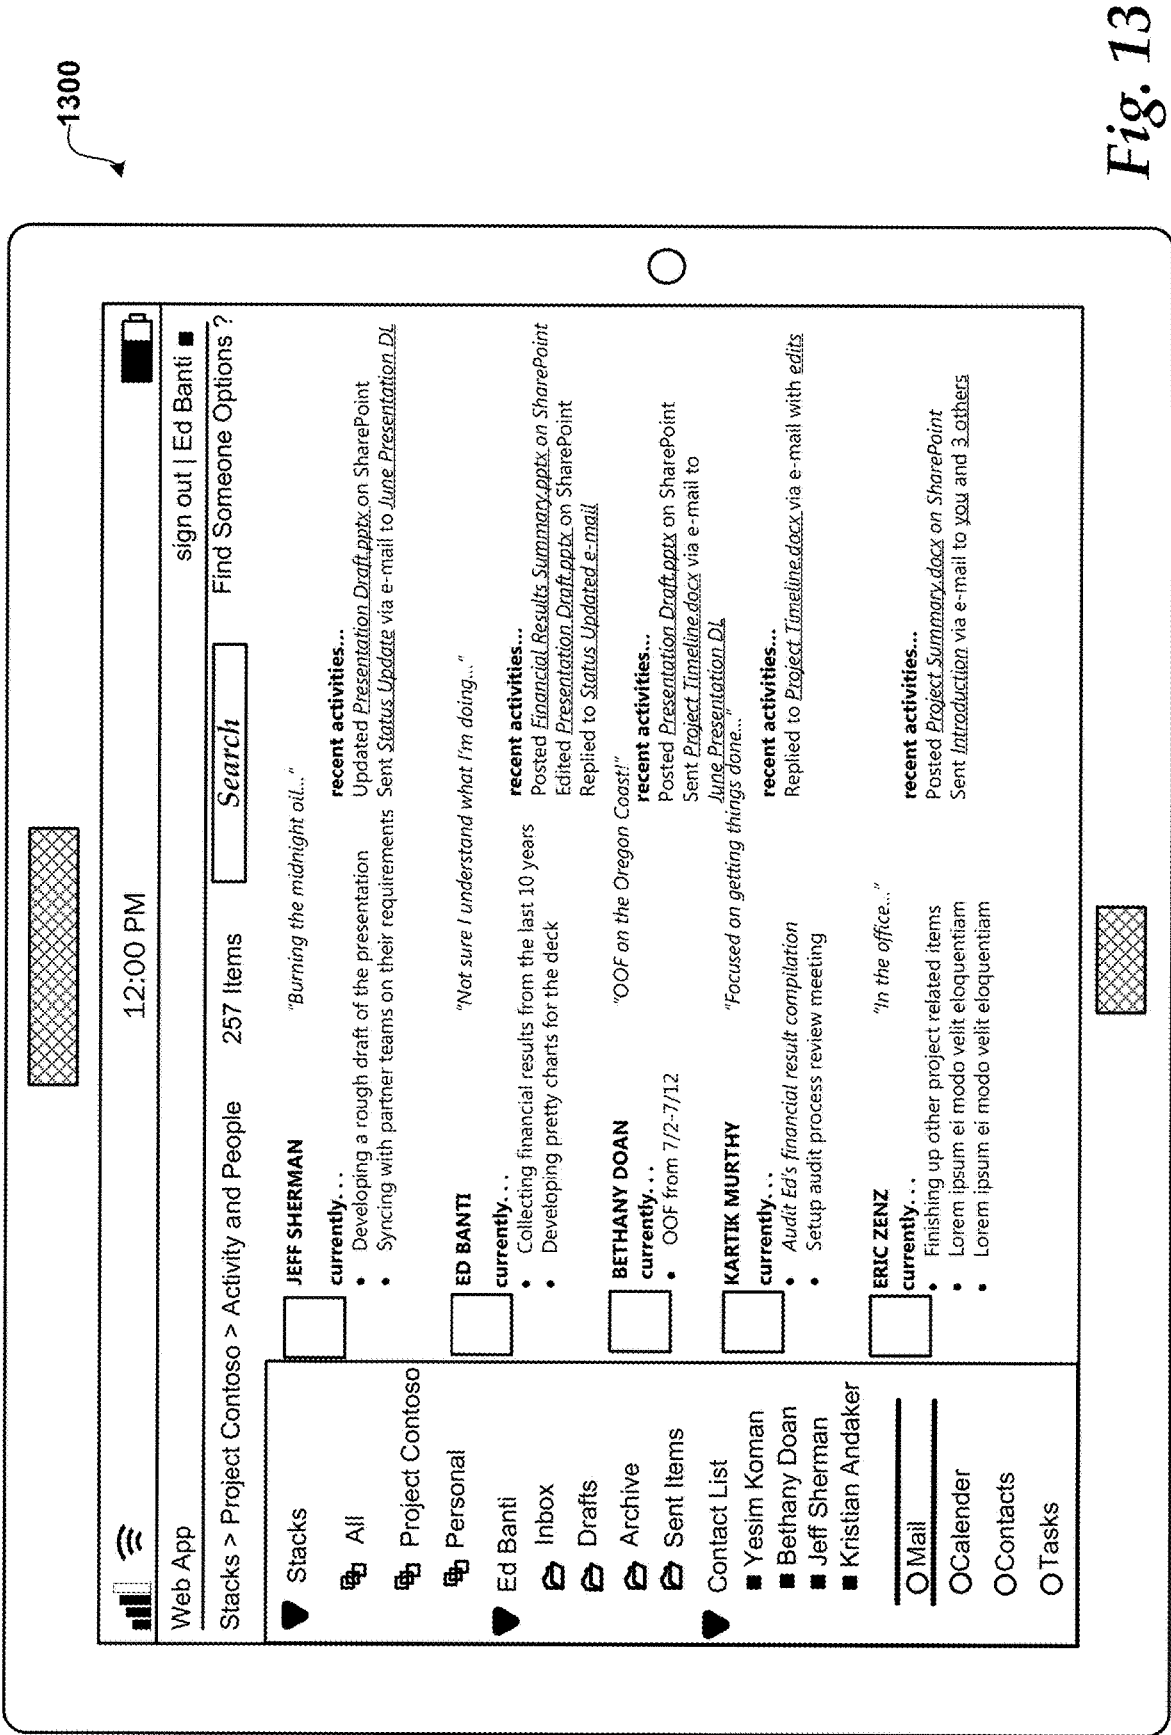 1300
12:00 PM
Web App
sign out | Ed Banti
Stacks > Project Contoso > Activity and People
257 Items
Search
Find Someone Options ?
Stacks
All
Project Contoso
Personal
Ed Banti
Inbox
Drafts
Archive
Sent Items
Contact List
Yesim Koman
Bethany Doan
Jeff Sherman
Kristian Andaker
Mail
Calender
Contacts
Tasks
JEFF SHERMAN
"Burning the midnight oil..."
currently...
• Developing a rough draft of the presentation
• Syncing with partner teams on their requirements
recent activities...
Updated Presentation Draft.pptx on SharePoint
Sent Status Update via e-mail to June Presentation DL
ED BANTI
"Not sure I understand what I'm doing..."
currently...
• Collecting financial results from the last 10 years
• Developing pretty charts for the deck
recent activities...
Posted Financial Results Summary.pptx on SharePoint
Edited Presentation Draft.pptx on SharePoint
Replied to Status Updated e-mail
BETHANY DOAN
"OOF on the Oregon Coast!"
currently...
• OOF from 7/2-7/12
recent activities...
Posted Presentation Draft.pptx on SharePoint
Sent Project Timeline.docx via e-mail to
June Presentation DL
KARTIK MURTHY
"Focused on getting things done..."
currently...
• Audit Ed's financial result compilation
• Setup audit process review meeting
recent activities...
Replied to Project Timeline.docx via e-mail with edits
ERIC ZENZ
"In the office..."
currently...
• Finishing up other project related items
• Lorem ipsum ei modo velit eloquentiam
• Lorem ipsum ei modo velit eloquentiam
recent activities...
Posted Project Summary.docx on SharePoint
Sent Introduction via e-mail to you and 3 others
Fig. 13